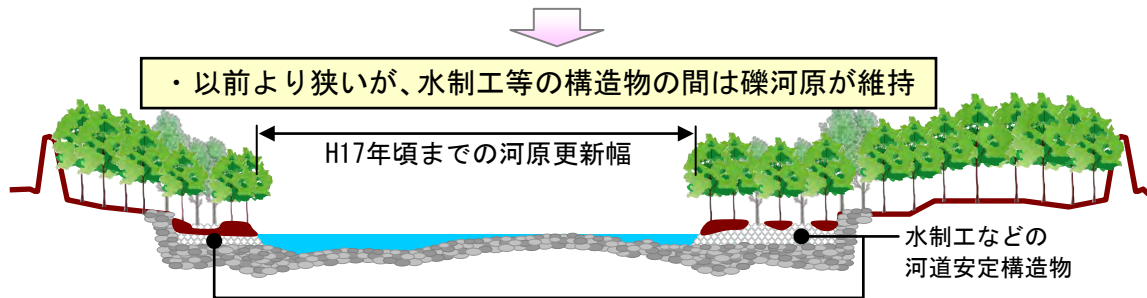 ・以前より狭いが、水制工等の構造物の間は礫河原が維持
H17年頃までの河原更新幅
水制工などの
河道安定構造物